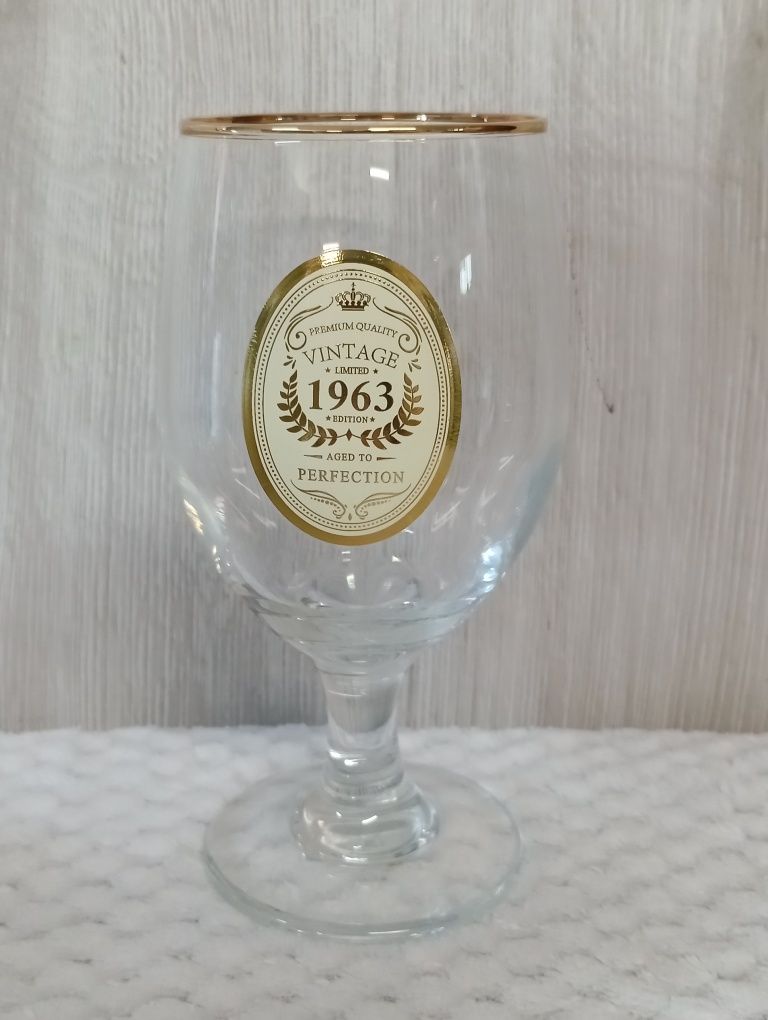 PREMIUM QUALITY
VINTAGE
★ LIMITED ★
1963
★ EDITION ★
AGED TO
PERFECTION